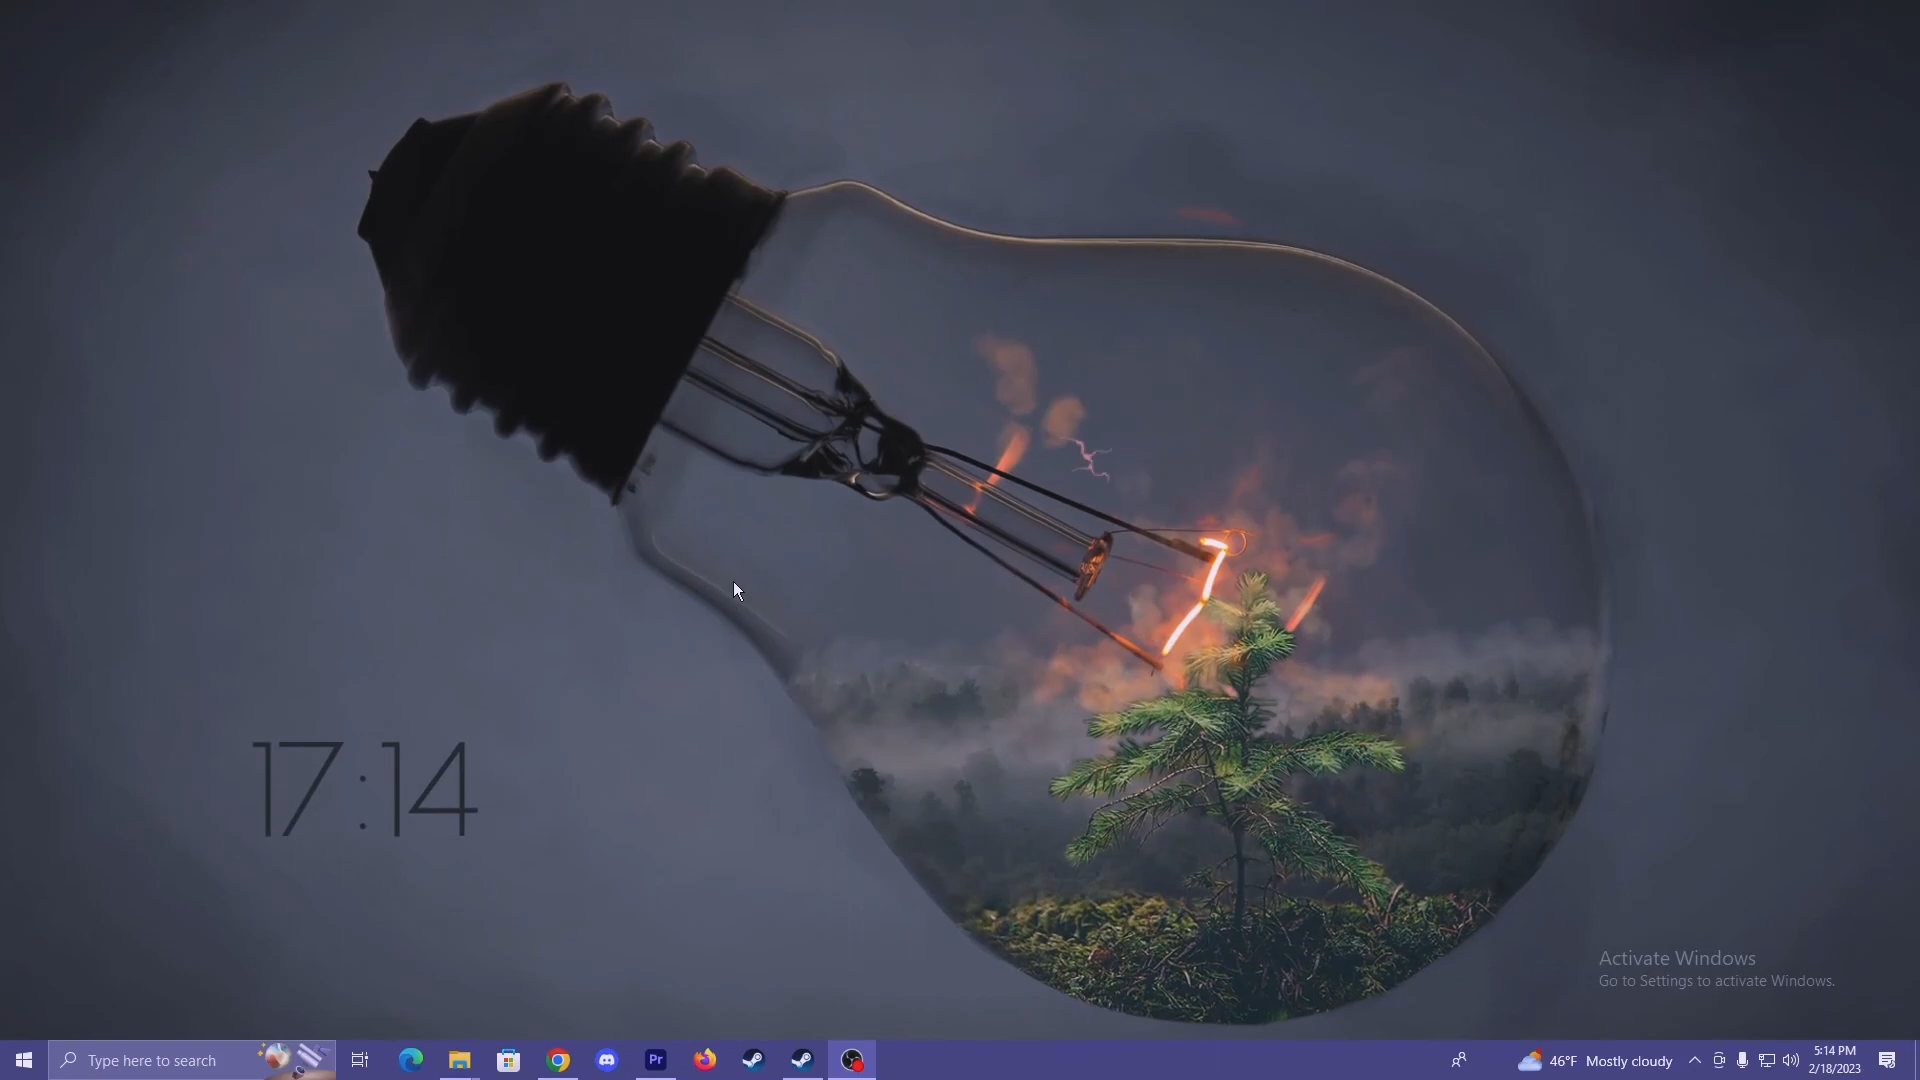 17:14
Activate Windows
Go to Settings to activate Windows.
Type here to search
Pr
46°F Mostly cloudy
5:14 PM
2/18/2023